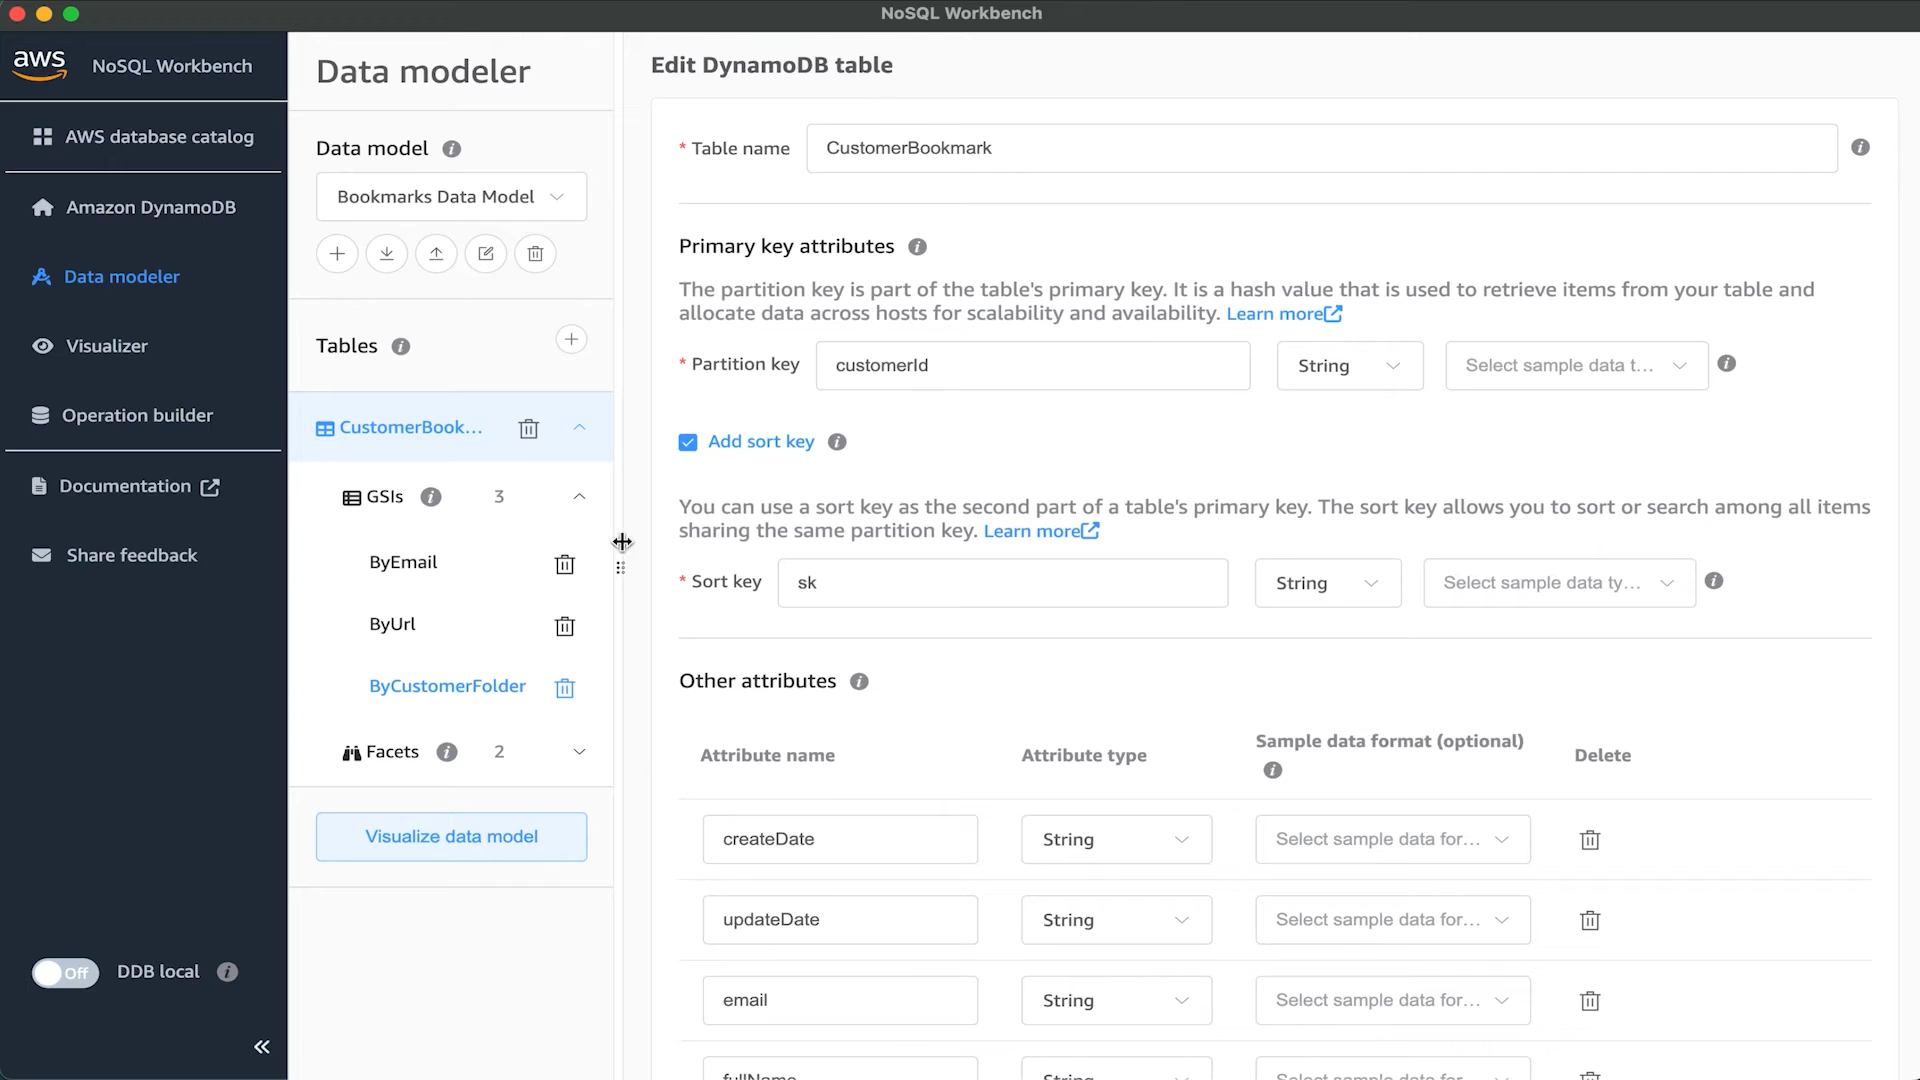 NoSQL Workbench
aws
NoSQL Workbench
AWS database catalog
Amazon DynamoDB
Data modeler
Visualizer
Operation builder
Documentation
Share feedback
Off
DDB local
Data modeler
Data model
Bookmarks Data Model
Tables
CustomerBook...
GSIs 3
ByEmail
ByUrl
ByCustomerFolder
Facets 2
Visualize data model
Edit DynamoDB table
* Table name CustomerBookmark
Primary key attributes
The partition key is part of the table's primary key. It is a hash value that is used to retrieve items from your table and
allocate data across hosts for scalability and availability. Learn more
* Partition key customerId String Select sample data t...
Add sort key
You can use a sort key as the second part of a table's primary key. The sort key allows you to sort or search among all items
sharing the same partition key. Learn more
* Sort key sk String Select sample data ty...
Other attributes
Attribute name Attribute type Sample data format (optional) Delete
createDate String Select sample data for...
updateDate String Select sample data for...
email String Select sample data for...
fullName String Select sample data for...